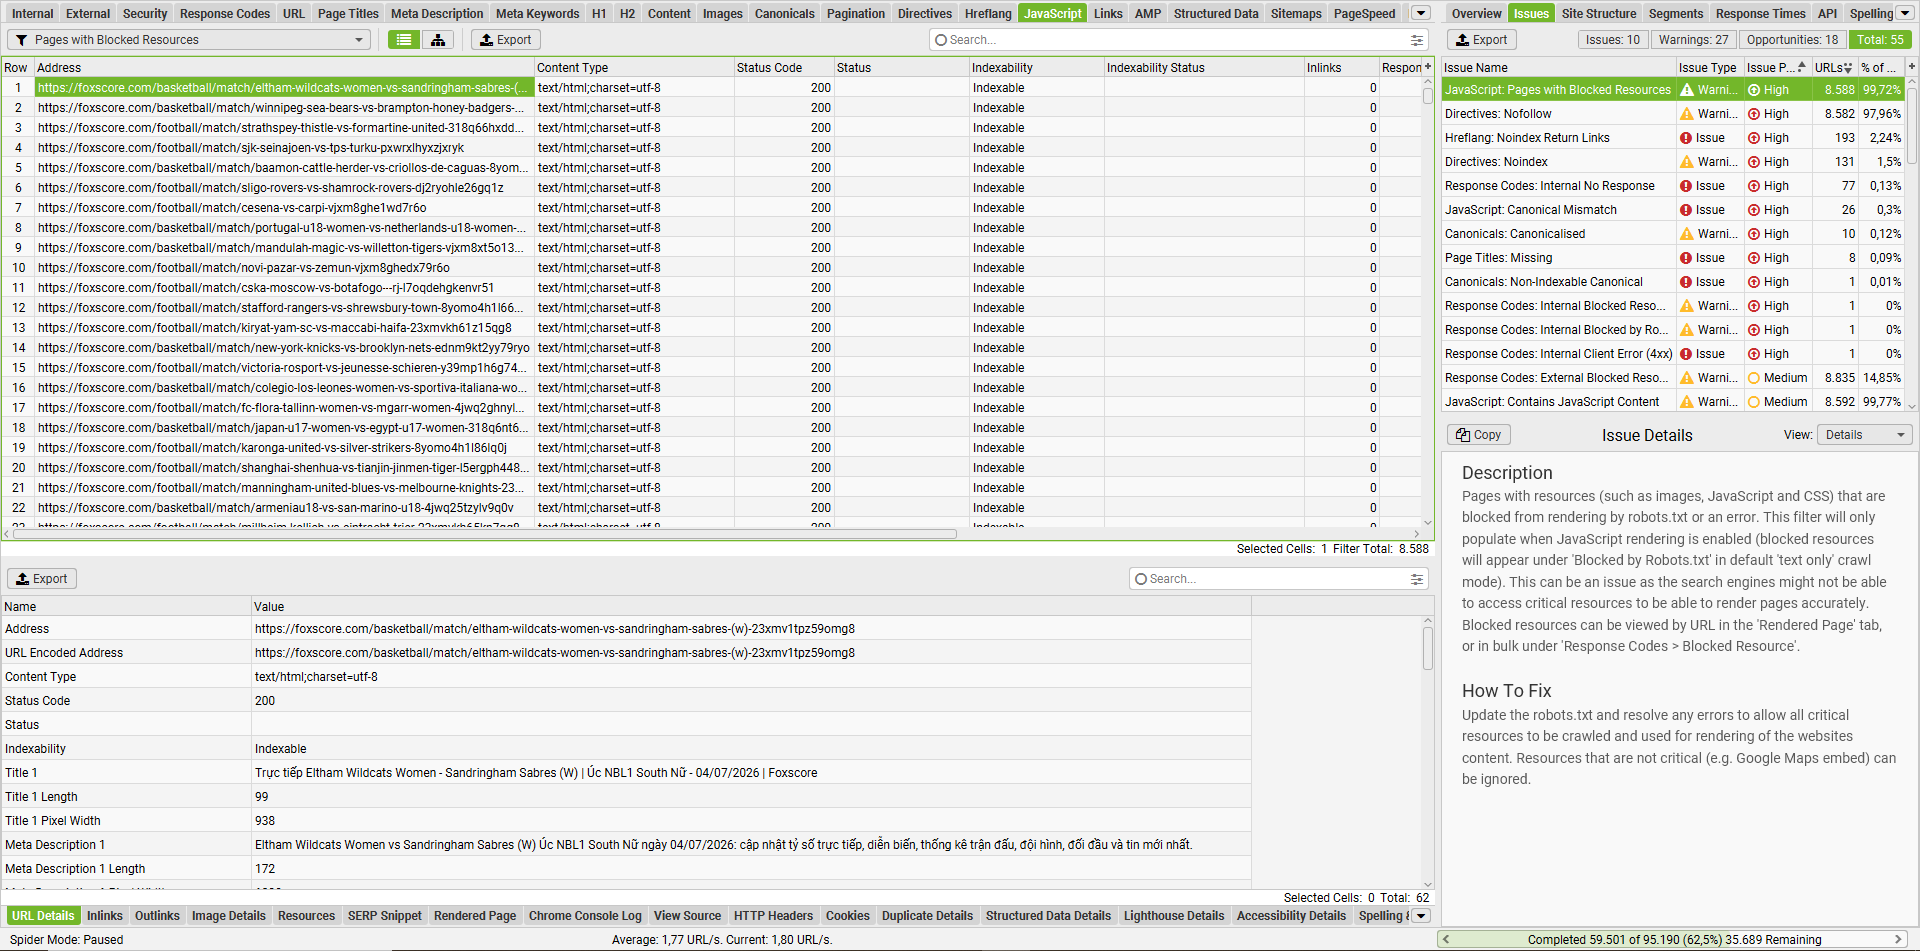 Internal External Security Response Codes URL Page Titles Meta Description Meta Keywords H1 H2 Content Images Canonicals Pagination Directives Hreflang JavaScript Links AMP Structured Data Sitemaps PageSpeed
Pages with Blocked Resources Export Search...
Row Address Content Type Status Code Status Indexability Indexability Status Inlinks Respon
1 https://foxscore.com/basketball/match/eltham-wildcats-women-vs-sandringham-sabres-(... text/html;charset=utf-8 200 Indexable 0
2 https://foxscore.com/basketball/match/winnipeg-sea-bears-vs-brampton-honey-badgers-... text/html;charset=utf-8 200 Indexable 0
3 https://foxscore.com/football/match/strathspey-thistle-vs-formartine-united-318q66hxdd... text/html;charset=utf-8 200 Indexable 0
4 https://foxscore.com/football/match/sjk-seinajoen-vs-tps-turku-pxwrxlhyxzjxryk text/html;charset=utf-8 200 Indexable 0
5 https://foxscore.com/basketball/match/baamon-cattle-herder-vs-criollos-de-caguas-8yom... text/html;charset=utf-8 200 Indexable 0
6 https://foxscore.com/football/match/sligo-rovers-vs-shamrock-rovers-dj2ryohle26gq1z text/html;charset=utf-8 200 Indexable 0
7 https://foxscore.com/football/match/cesena-vs-carpi-vjxm8ghe1wd7r6o text/html;charset=utf-8 200 Indexable 0
8 https://foxscore.com/football/match/portugal-u18-women-vs-netherlands-u18-women-... text/html;charset=utf-8 200 Indexable 0
9 https://foxscore.com/basketball/match/mandulah-magic-vs-willetton-tigers-vjxm8xt5o13... text/html;charset=utf-8 200 Indexable 0
10 https://foxscore.com/football/match/novi-pazar-vs-zemun-vjxm8ghedx79r6o text/html;charset=utf-8 200 Indexable 0
11 https://foxscore.com/football/match/cska-moscow-vs-botafogo---rj-l7oqdehgkenvr51 text/html;charset=utf-8 200 Indexable 0
12 https://foxscore.com/football/match/stafford-rangers-vs-shrewsbury-town-8yomo4h1l66... text/html;charset=utf-8 200 Indexable 0
13 https://foxscore.com/football/match/kiryat-yam-sc-vs-maccabi-haifa-23xmvkh61z15qg8 text/html;charset=utf-8 200 Indexable 0
14 https://foxscore.com/basketball/match/new-york-knicks-vs-brooklyn-nets-ednm9kt2yy79ryo text/html;charset=utf-8 200 Indexable 0
15 https://foxscore.com/football/match/victoria-rosport-vs-jeunesse-schieren-y39mp1h6g74... text/html;charset=utf-8 200 Indexable 0
16 https://foxscore.com/basketball/match/colegio-los-leones-women-vs-sportiva-italiana-wo... text/html;charset=utf-8 200 Indexable 0
17 https://foxscore.com/football/match/fc-flora-tallinn-women-vs-mgarr-women-4jwq2ghnyl... text/html;charset=utf-8 200 Indexable 0
18 https://foxscore.com/basketball/match/japan-u17-women-vs-egypt-u17-women-318q6nt6... text/html;charset=utf-8 200 Indexable 0
19 https://foxscore.com/football/match/karonga-united-vs-silver-strikers-8yomo4h1l86lq0j text/html;charset=utf-8 200 Indexable 0
20 https://foxscore.com/football/match/shanghai-shenhua-vs-tianjin-jinmen-tiger-l5ergph448... text/html;charset=utf-8 200 Indexable 0
21 https://foxscore.com/football/match/manningham-united-blues-vs-melbourne-knights-23... text/html;charset=utf-8 200 Indexable 0
22 https://foxscore.com/football/match/armeniau18-vs-san-marino-u18-4jwq25tzylv9q0v text/html;charset=utf-8 200 Indexable 0
Selected Cells: 1 Filter Total: 8.588
Export Search...
Name Value
Address https://foxscore.com/basketball/match/eltham-wildcats-women-vs-sandringham-sabres-(w)-23xmv1tpz59omg8
URL Encoded Address https://foxscore.com/basketball/match/eltham-wildcats-women-vs-sandringham-sabres-(w)-23xmv1tpz59omg8
Content Type text/html;charset=utf-8
Status Code 200
Status
Indexability Indexable
Title 1 Trực tiếp Eltham Wildcats Women - Sandringham Sabres (W) | Úc NBL1 South Nữ - 04/07/2026 | Foxscore
Title 1 Length 99
Title 1 Pixel Width 938
Meta Description 1 Eltham Wildcats Women vs Sandringham Sabres (W) Úc NBL1 South Nữ ngày 04/07/2026: cập nhật tỷ số trực tiếp, diễn biến, thống kê trận đấu, đội hình, đối đầu và tin mới nhất.
Meta Description 1 Length 172
Selected Cells: 0 Total: 62
URL Details Inlinks Outlinks Image Details Resources SERP Snippet Rendered Page Chrome Console Log View Source HTTP Headers Cookies Duplicate Details Structured Data Details Lighthouse Details Accessibility Details Spelling
Spider Mode: Paused Average: 1,77 URL/s. Current: 1,80 URL/s. Completed 59.501 of 95.190 (62,5%) 35.689 Remaining
Overview Issues Site Structure Segments Response Times API Spelling
Export Issues: 10 Warnings: 27 Opportunities: 18 Total: 55
Issue Name Issue Type Issue P... URLs % of ...
JavaScript: Pages with Blocked Resources Warni... High 8.588 99,72%
Directives: Nofollow Warni... High 8.582 97,96%
Hreflang: Noindex Return Links Issue High 193 2,24%
Directives: Noindex Warni... High 131 1,5%
Response Codes: Internal No Response Issue High 77 0,13%
JavaScript: Canonical Mismatch Issue High 26 0,3%
Canonicals: Canonicalised Warni... High 10 0,12%
Page Titles: Missing Issue High 8 0,09%
Canonicals: Non-Indexable Canonical Issue High 1 0,01%
Response Codes: Internal Blocked Reso... Warni... High 1 0%
Response Codes: Internal Blocked by Ro... Warni... High 1 0%
Response Codes: Internal Client Error (4xx) Issue High 1 0%
Response Codes: External Blocked Reso... Warni... Medium 8.835 14,85%
JavaScript: Contains JavaScript Content Warni... Medium 8.592 99,77%
Copy Issue Details View: Details
Description
Pages with resources (such as images, JavaScript and CSS) that are
blocked from rendering by robots.txt or an error. This filter will only
populate when JavaScript rendering is enabled (blocked resources
will appear under 'Blocked by Robots.txt' in default 'text only' crawl
mode). This can be an issue as the search engines might not be able
to access critical resources to be able to render pages accurately.
Blocked resources can be viewed by URL in the 'Rendered Page' tab,
or in bulk under 'Response Codes > Blocked Resource'.
How To Fix
Update the robots.txt and resolve any errors to allow all critical
resources to be crawled and used for rendering of the websites
content. Resources that are not critical (e.g. Google Maps embed) can
be ignored.